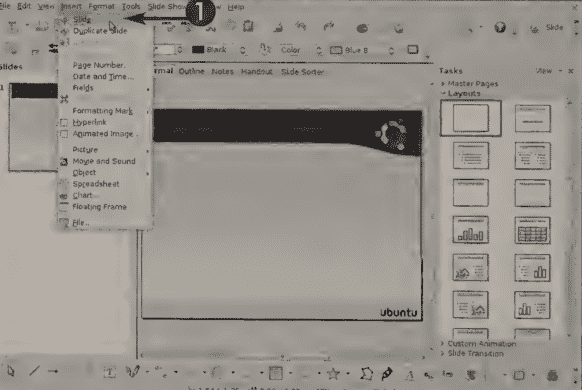 File Edit View Insert Format Tools Slide Show Help
1
Slide
Slide
Duplicate Slide
Black
Color
Blue 8
Page Number.
Date and Time...
Fields
Formatting Mark
Hyperlink
Animated Image..
Picture
Movie and Sound
Object
Spreadsheet
Chart...
Floating Frame
File...
Slides
1
Outline Notes Handout Slide Sorter
Tasks View
Master Pages
Layouts
ubuntu
Custom Animation
Slide Transition